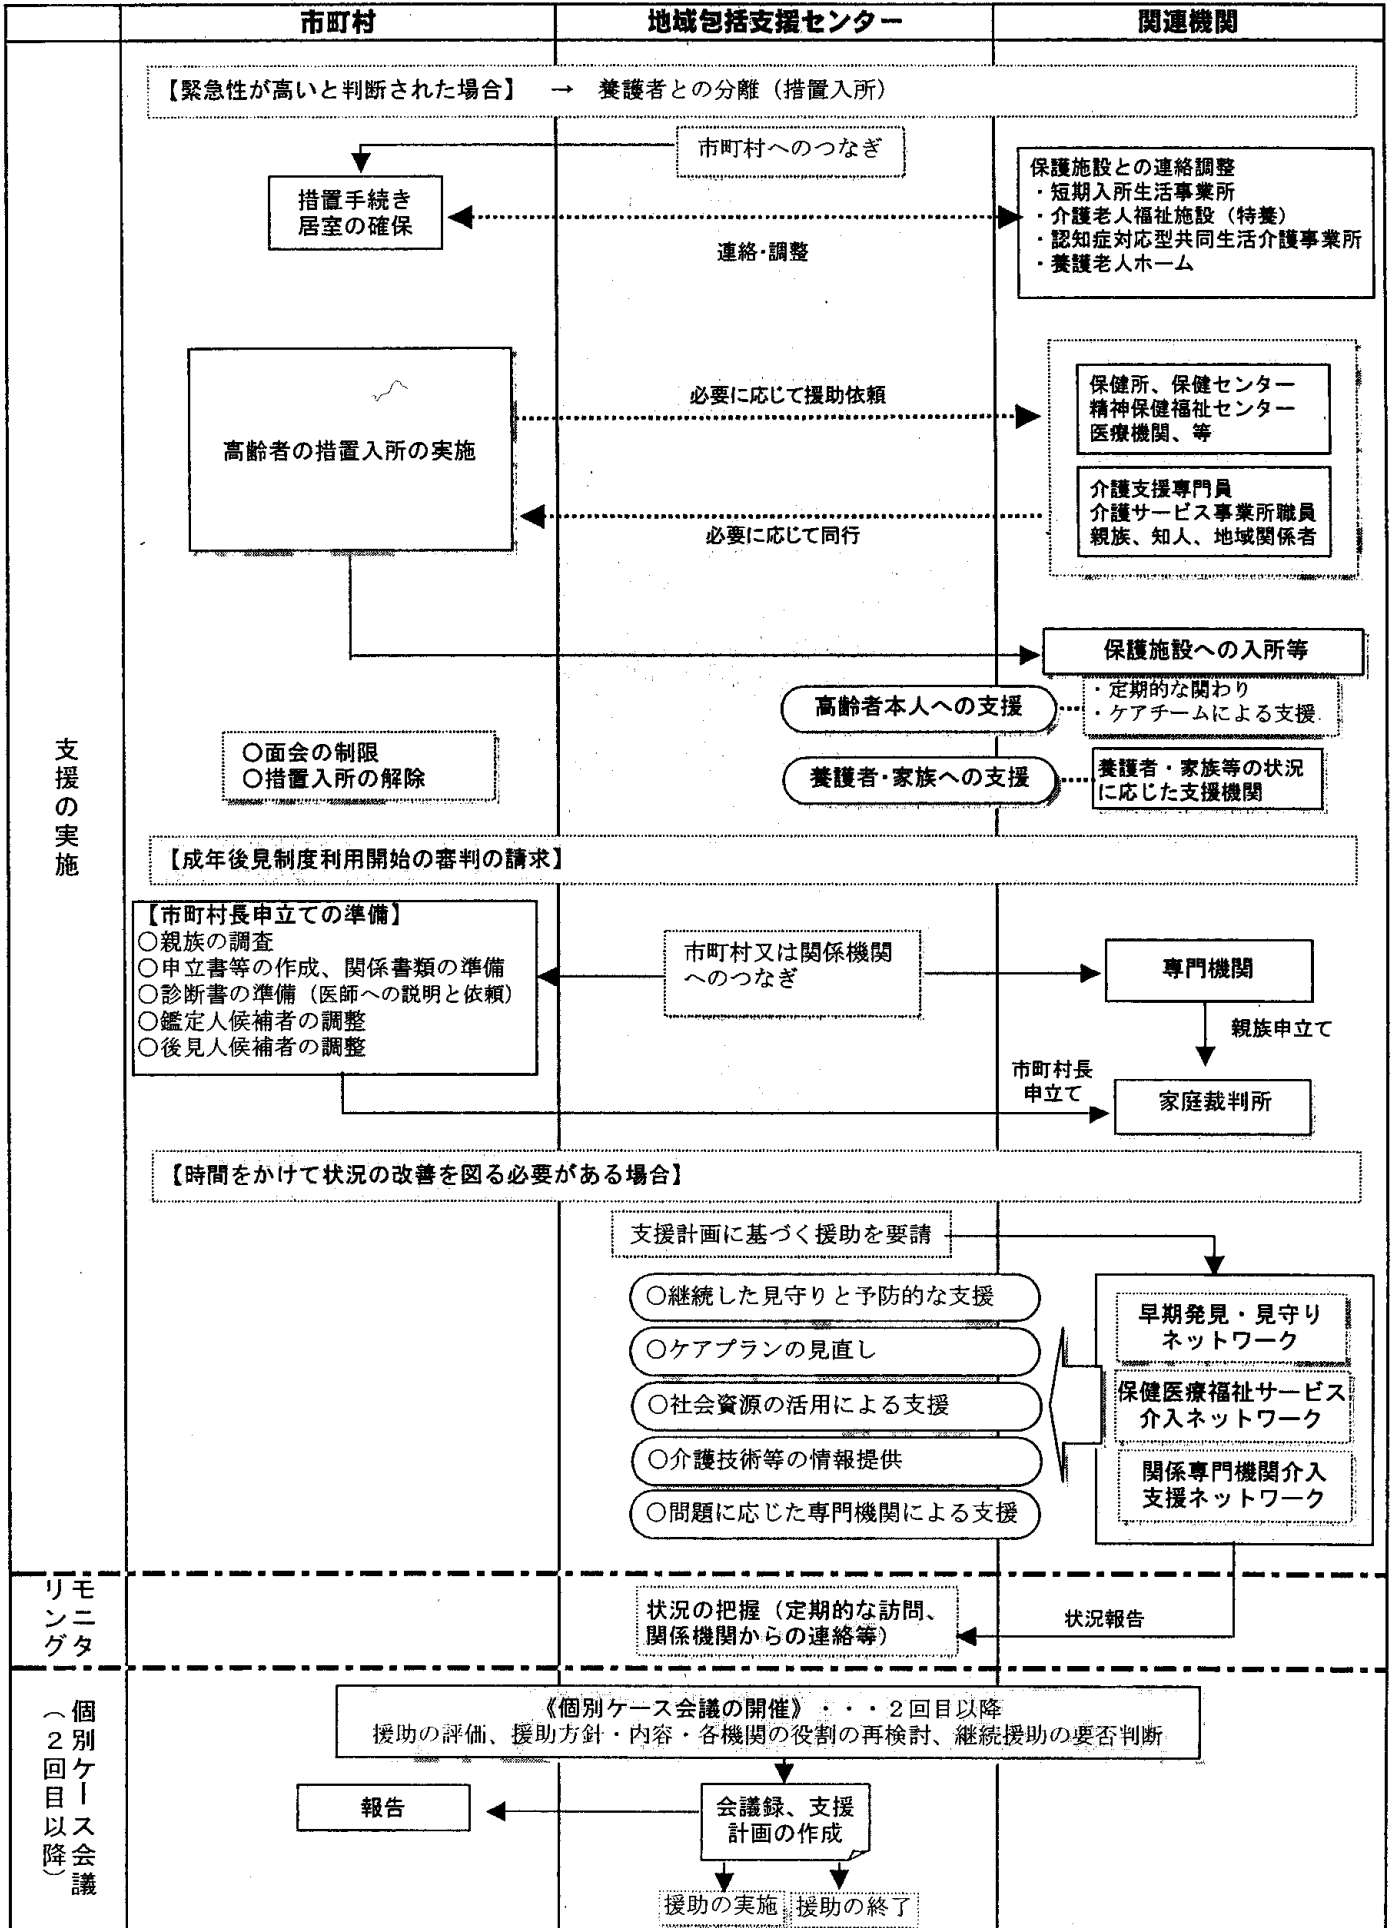 市町村
地域包括支援センター
関連機関
支援の実施
【緊急性が高いと判断された場合】 → 養護者との分離（措置入所）
市町村へのつなぎ
措置手続き
居室の確保
連絡･調整
保護施設との連絡調整
・短期入所生活事業所
・介護老人福祉施設（特養）
・認知症対応型共同生活介護事業所
・養護老人ホーム
高齢者の措置入所の実施
必要に応じて援助依頼
必要に応じて同行
保健所、保健センター
精神保健福祉センター
医療機関、等
介護支援専門員
介護サービス事業所職員
親族、知人、地域関係者
保護施設への入所等
高齢者本人への支援
・定期的な関わり
・ケアチームによる支援
○面会の制限
○措置入所の解除
養護者･家族への支援
養護者・家族等の状況
に応じた支援機関
【成年後見制度利用開始の審判の請求】
【市町村長申立ての準備】
○親族の調査
○申立書等の作成、関係書類の準備
○診断書の準備（医師への説明と依頼）
○鑑定人候補者の調整
○後見人候補者の調整
市町村又は関係機関
へのつなぎ
専門機関
親族申立て
市町村長
申立て
家庭裁判所
【時間をかけて状況の改善を図る必要がある場合】
支援計画に基づく援助を要請
○継続した見守りと予防的な支援
○ケアプランの見直し
○社会資源の活用による支援
○介護技術等の情報提供
○問題に応じた専門機関による支援
早期発見・見守り
ネットワーク
保健医療福祉サービス
介入ネットワーク
関係専門機関介入
支援ネットワーク
モニタ
リング
状況の把握（定期的な訪問、
関係機関からの連絡等）
状況報告
個別ケース会議
（２回目以降）
《個別ケース会議の開催》・・・２回目以降
援助の評価、援助方針・内容・各機関の役割の再検討、継続援助の要否判断
報告
会議録、支援
計画の作成
援助の実施
援助の終了